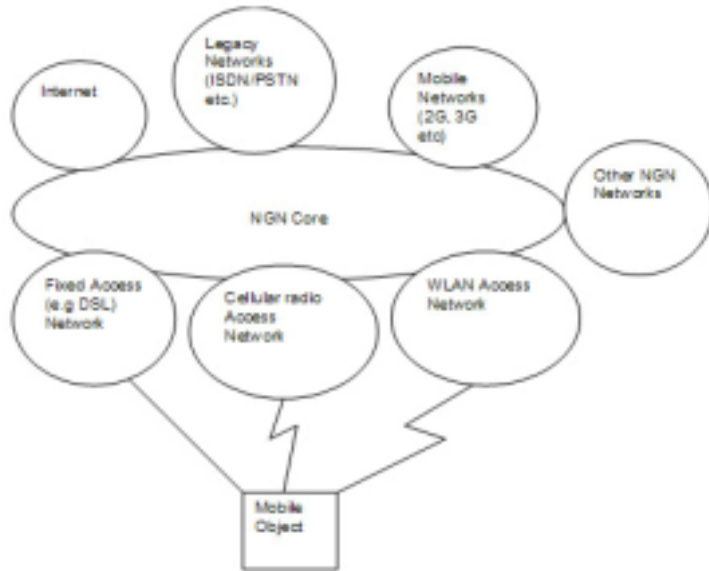 Legacy
Networks
(ISDN/PSTN
etc.)
Internet
Mobile
Networks
(2G, 3G
etc)
Other NGN
Networks
NGN Core
Fixed Access
(e.g DSL)
Network
Cellular radio
Access
Network
WLAN Access
Network
Mobile
Object